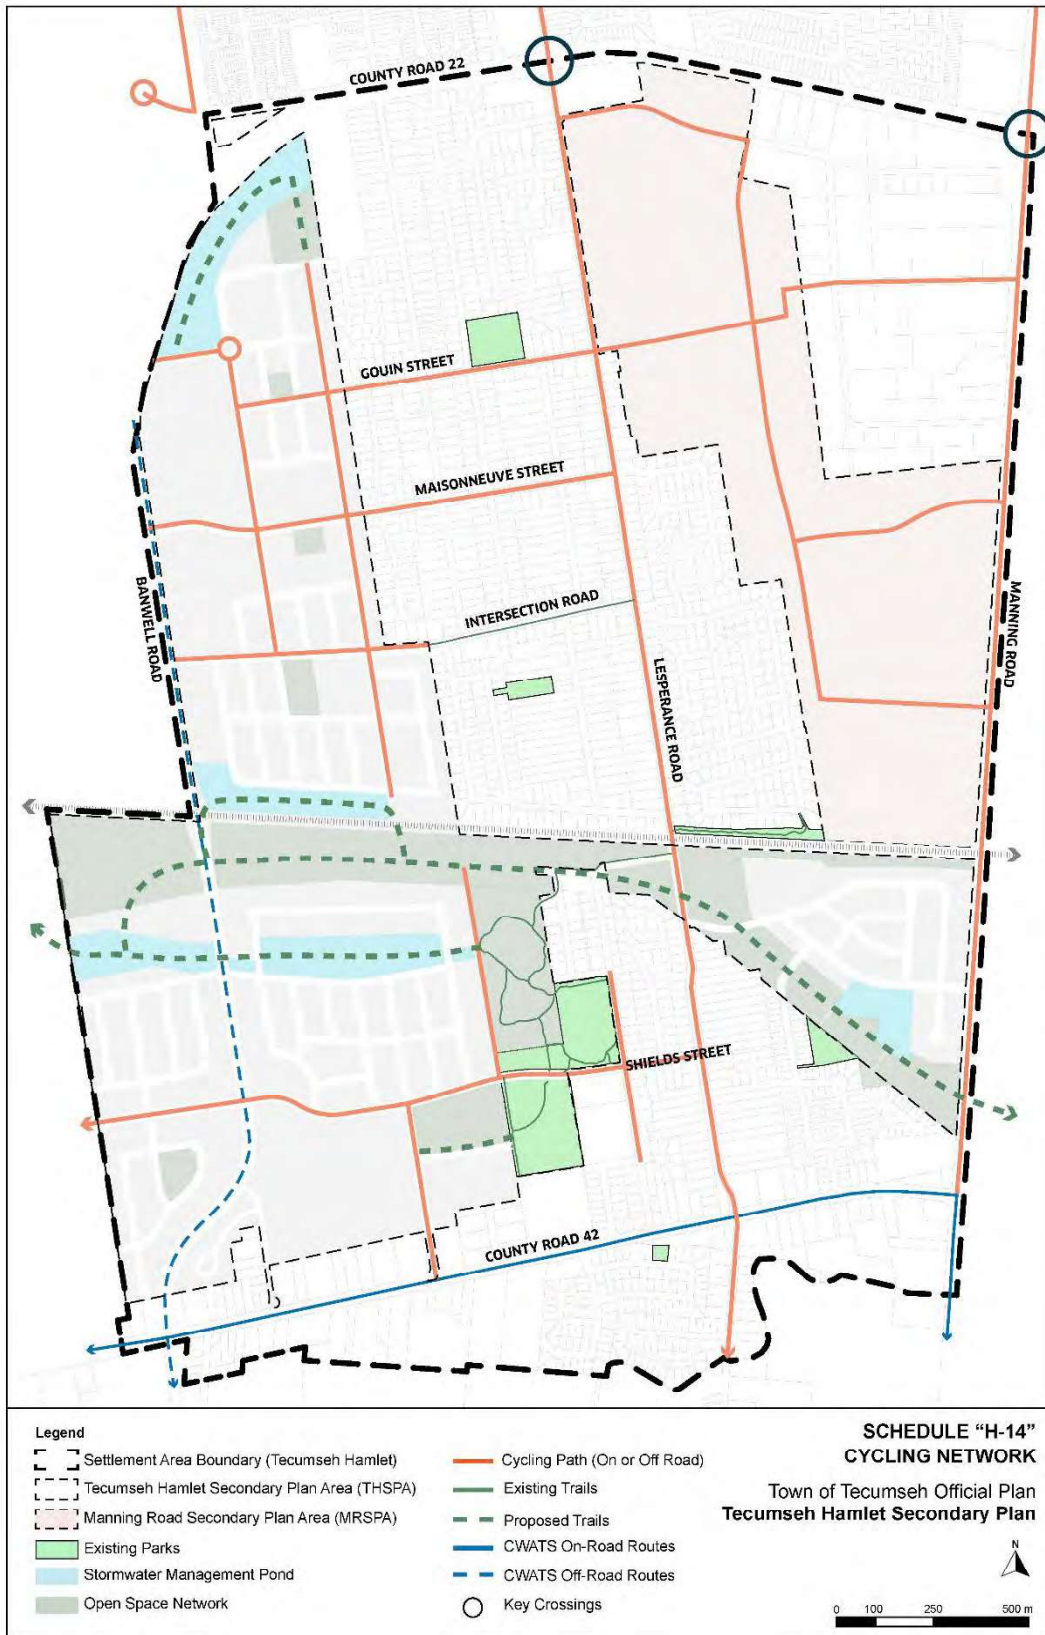 COUNTY ROAD 22
GOUIN STREET
MAISONNEUVE STREET
INTERSECTION ROAD
BANWELL ROAD
MANNING ROAD
LESPERANCE ROAD
SHIELDS STREET
COUNTY ROAD 42
Legend
Settlement Area Boundary (Tecumseh Hamlet)
Tecumseh Hamlet Secondary Plan Area (THSPA)
Manning Road Secondary Plan Area (MRSPA)
Existing Parks
Stormwater Management Pond
Open Space Network
Cycling Path (On or Off Road)
Existing Trails
Proposed Trails
CWATS On-Road Routes
CWATS Off-Road Routes
Key Crossings
SCHEDULE “H-14”
CYCLING NETWORK
Town of Tecumseh Official Plan
Tecumseh Hamlet Secondary Plan
N
0 100 250 500 m